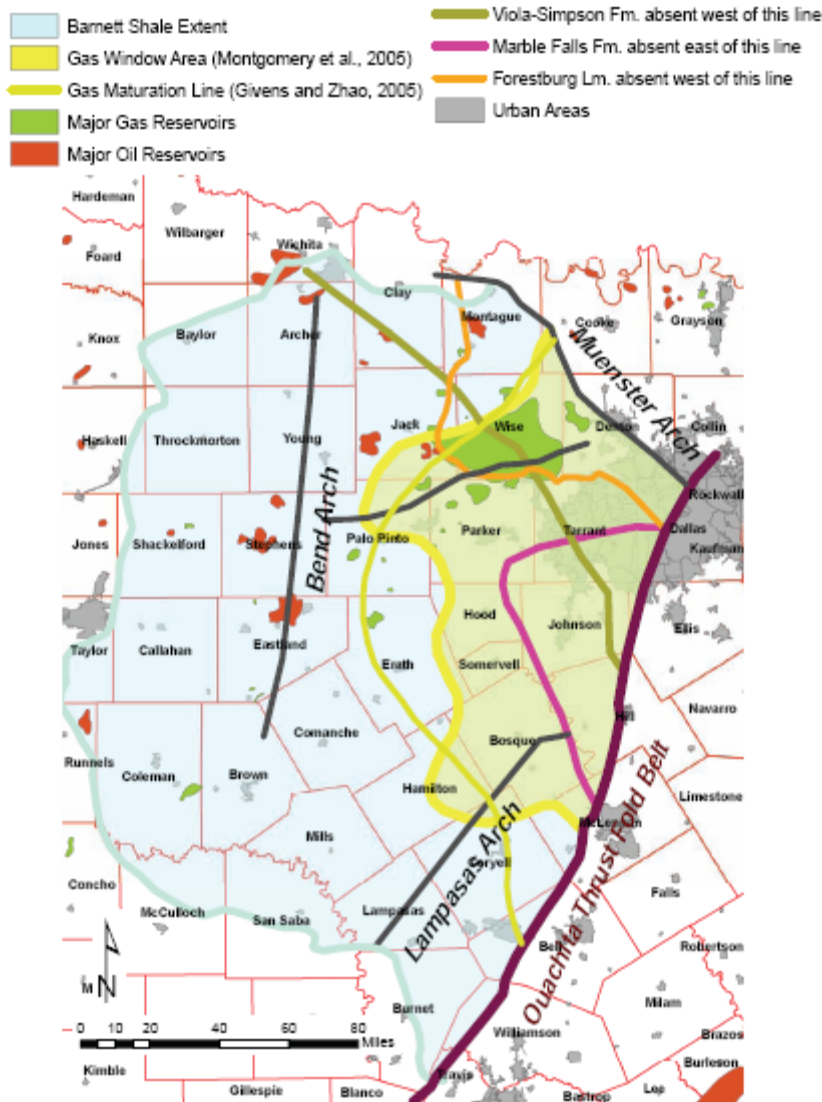 Barnett Shale Extent
Gas Window Area (Montgomery et al., 2005)
Gas Maturation Line (Givens and Zhao, 2005)
Major Gas Reservoirs
Major Oil Reservoirs
Viola-Simpson Fm. absent west of this line
Marble Falls Fm. absent east of this line
Forestburg Lm. absent west of this line
Urban Areas
Hardeman
Wilbarger
Wichita
Foard
Clay
Montague
Cooke
Grayson
Knox
Baylor
Archer
Muenster Arch
Haskell
Throckmorton
Young
Jack
Wise
Denton
Collin
Rockwall
Bend Arch
Jones
Shackelford
Stephens
Palo Pinto
Parker
Tarrant
Dallas
Kaufman
Taylor
Callahan
Eastland
Erath
Hood
Somervell
Johnson
Ellis
Navarro
Hill
Runnels
Coleman
Brown
Comanche
Bosque
Hamilton
Limestone
McLennan
Mills
Coryell
Lampasas Arch
Ouachita Thrust Fold Belt
Concho
McCulloch
San Saba
Lampasas
Falls
Bell
Robertson
M N
Burnet
Milam
Williamson
Brazos
0 10 20 40 60 80
Miles
Kimble
Travis
Burleson
Gillespie
Blanco
Bastrop
Lee